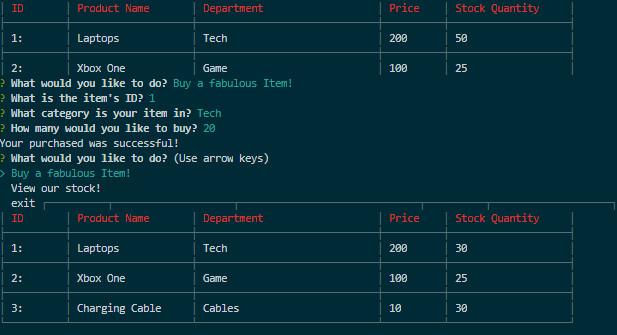 ID Product Name Department Price Stock Quantity
1: Laptops Tech 200 50
2: Xbox One Game 100 25
? What would you like to do? Buy a fabulous Item!
? What is the item's ID? 1
? What category is your item in? Tech
? How many would you like to buy? 20
Your purchased was successful!
? What would you like to do? (Use arrow keys)
> Buy a fabulous Item!
View our stock!
exit
ID Product Name Department Price Stock Quantity
1: Laptops Tech 200 30
2: Xbox One Game 100 25
3: Charging Cable Cables 10 30